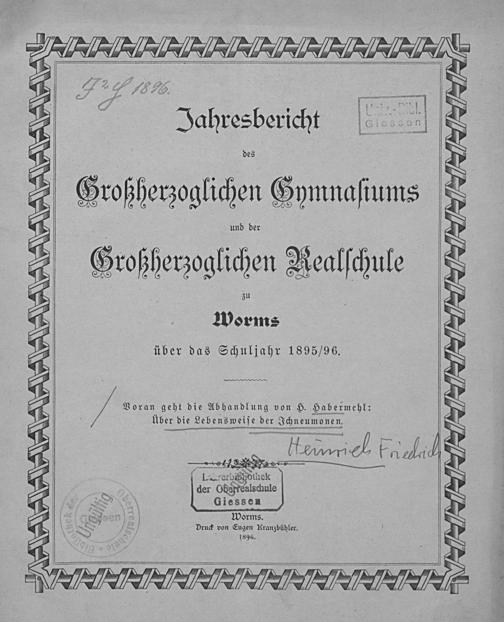 1896.
Jahresbericht
Univ.-Bibl.
Giessen
des
Großherzoglichen Gymnasiums
und der
Großherzoglichen Realschule
zu
Worms
über das Schuljahr 1895/96.
Voran geht die Abhandlung von H. Habermehl:
Über die Lebensweise der Ichneumonen.
Heinrich Friedrich
Lehrerbibliothek
der Oberrealschule
Giessen
Ungültig
Worms.
Druck von Eugen Kranzbühler.
1896.